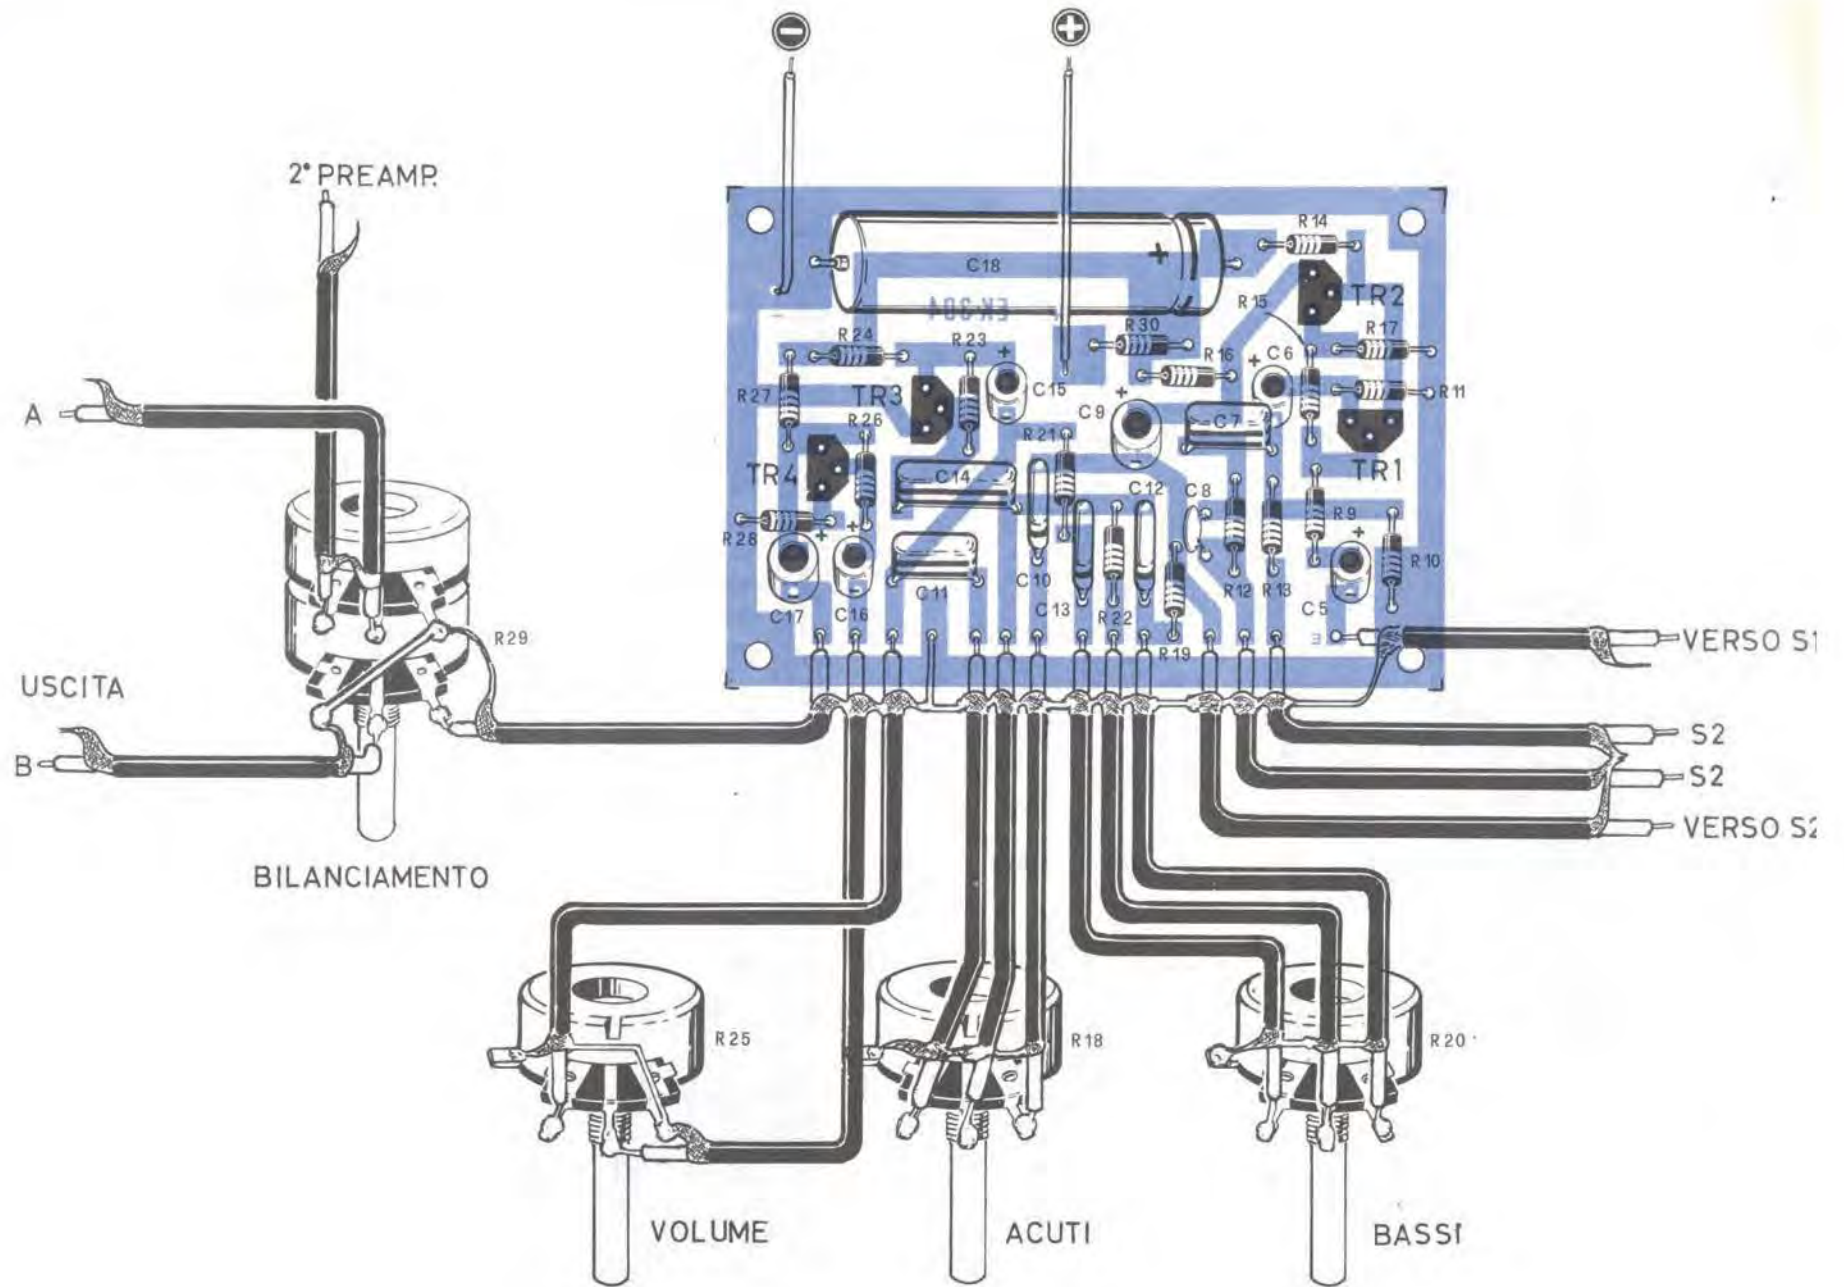 −
+
2° PREAMP.
R14
C18
+
TR2
EK-304
R15
R24
R23
R30
R17
R16
C6
+
+
R27
TR3
C15
R11
A
C9
+
C7
R26
R21
TR4
C14
TR1
C12
C8
R9
R28
+
+
+
R10
C11
C10
R12
R13
C17
C16
C13
R22
C5
E
R29
R19
VERSO S1
USCITA
S2
B
S2
VERSO S2
BILANCIAMENTO
R25
R18
R20
VOLUME
ACUTI
BASSI